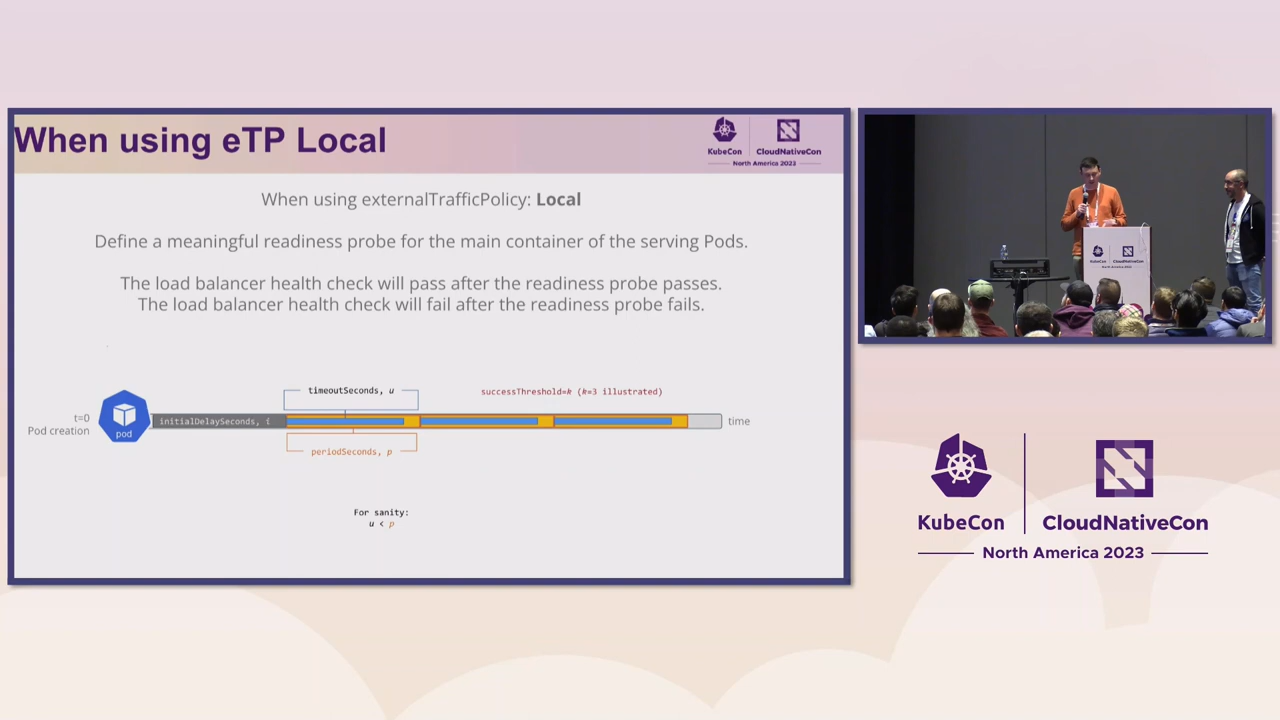 When using eTP Local
KubeCon
CloudNativeCon
North America 2023
When using externalTrafficPolicy: Local
Define a meaningful readiness probe for the main container of the serving Pods.
The load balancer health check will pass after the readiness probe passes.
The load balancer health check will fail after the readiness probe fails.
timeoutSeconds, u
successThreshold=k (k=3 illustrated)
t=0
Pod creation
pod
initialDelaySeconds, i
time
periodSeconds, p
For sanity:
u < p
KubeCon
CloudNativeCon
North America 2023